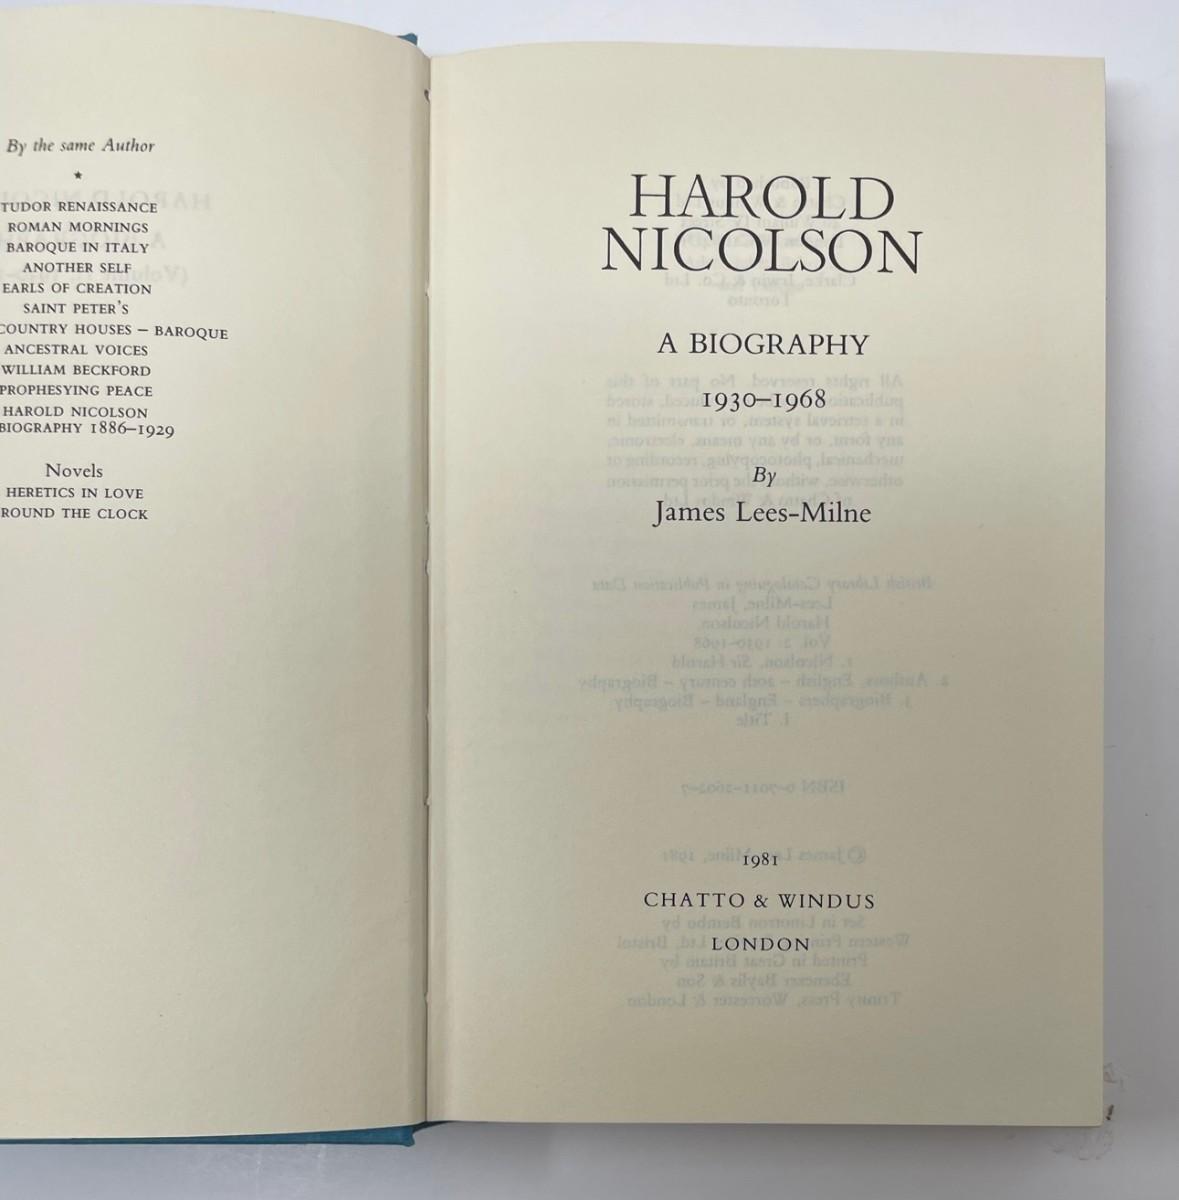 By the same Author
★
TUDOR RENAISSANCE
ROMAN MORNINGS
BAROQUE IN ITALY
ANOTHER SELF
EARLS OF CREATION
SAINT PETER'S
COUNTRY HOUSES – BAROQUE
ANCESTRAL VOICES
WILLIAM BECKFORD
PROPHESYING PEACE
HAROLD NICOLSON
BIOGRAPHY 1886–1929
Novels
HERETICS IN LOVE
ROUND THE CLOCK
HAROLD
NICOLSON
A BIOGRAPHY
1930–1968
By
James Lees-Milne
1981
CHATTO & WINDUS
LONDON